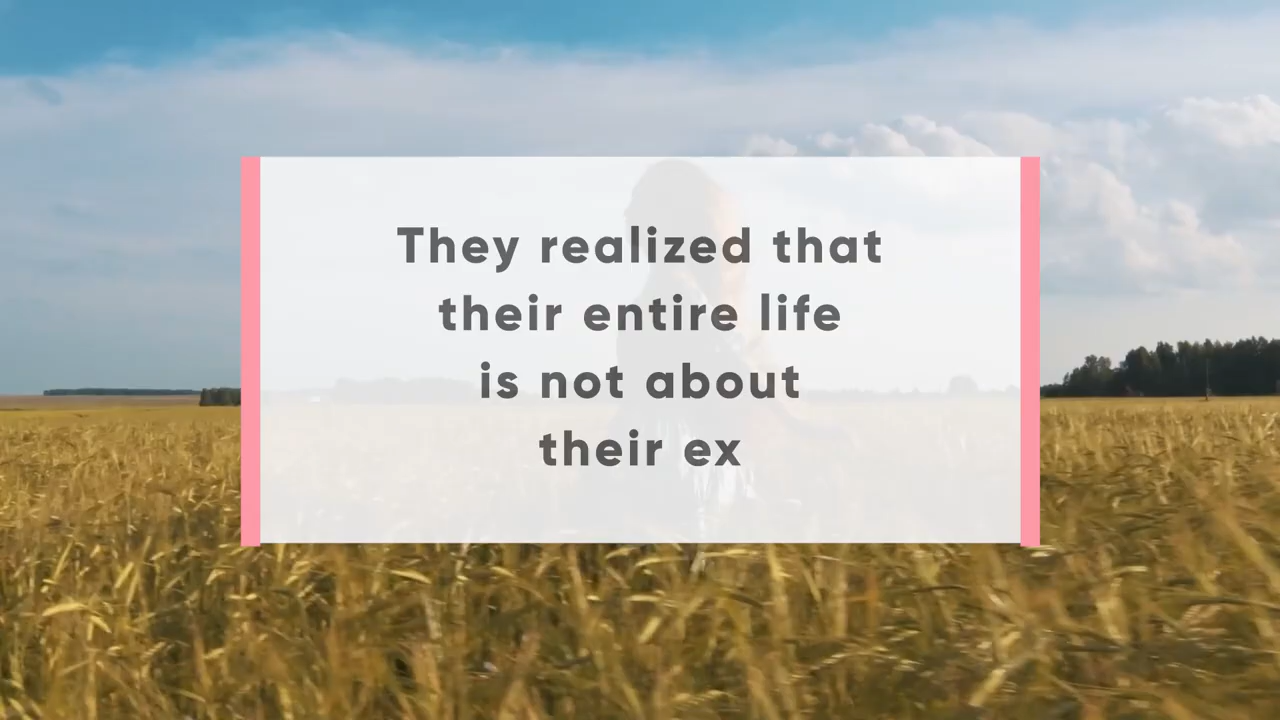 They realized that
their entire life
is not about
their ex